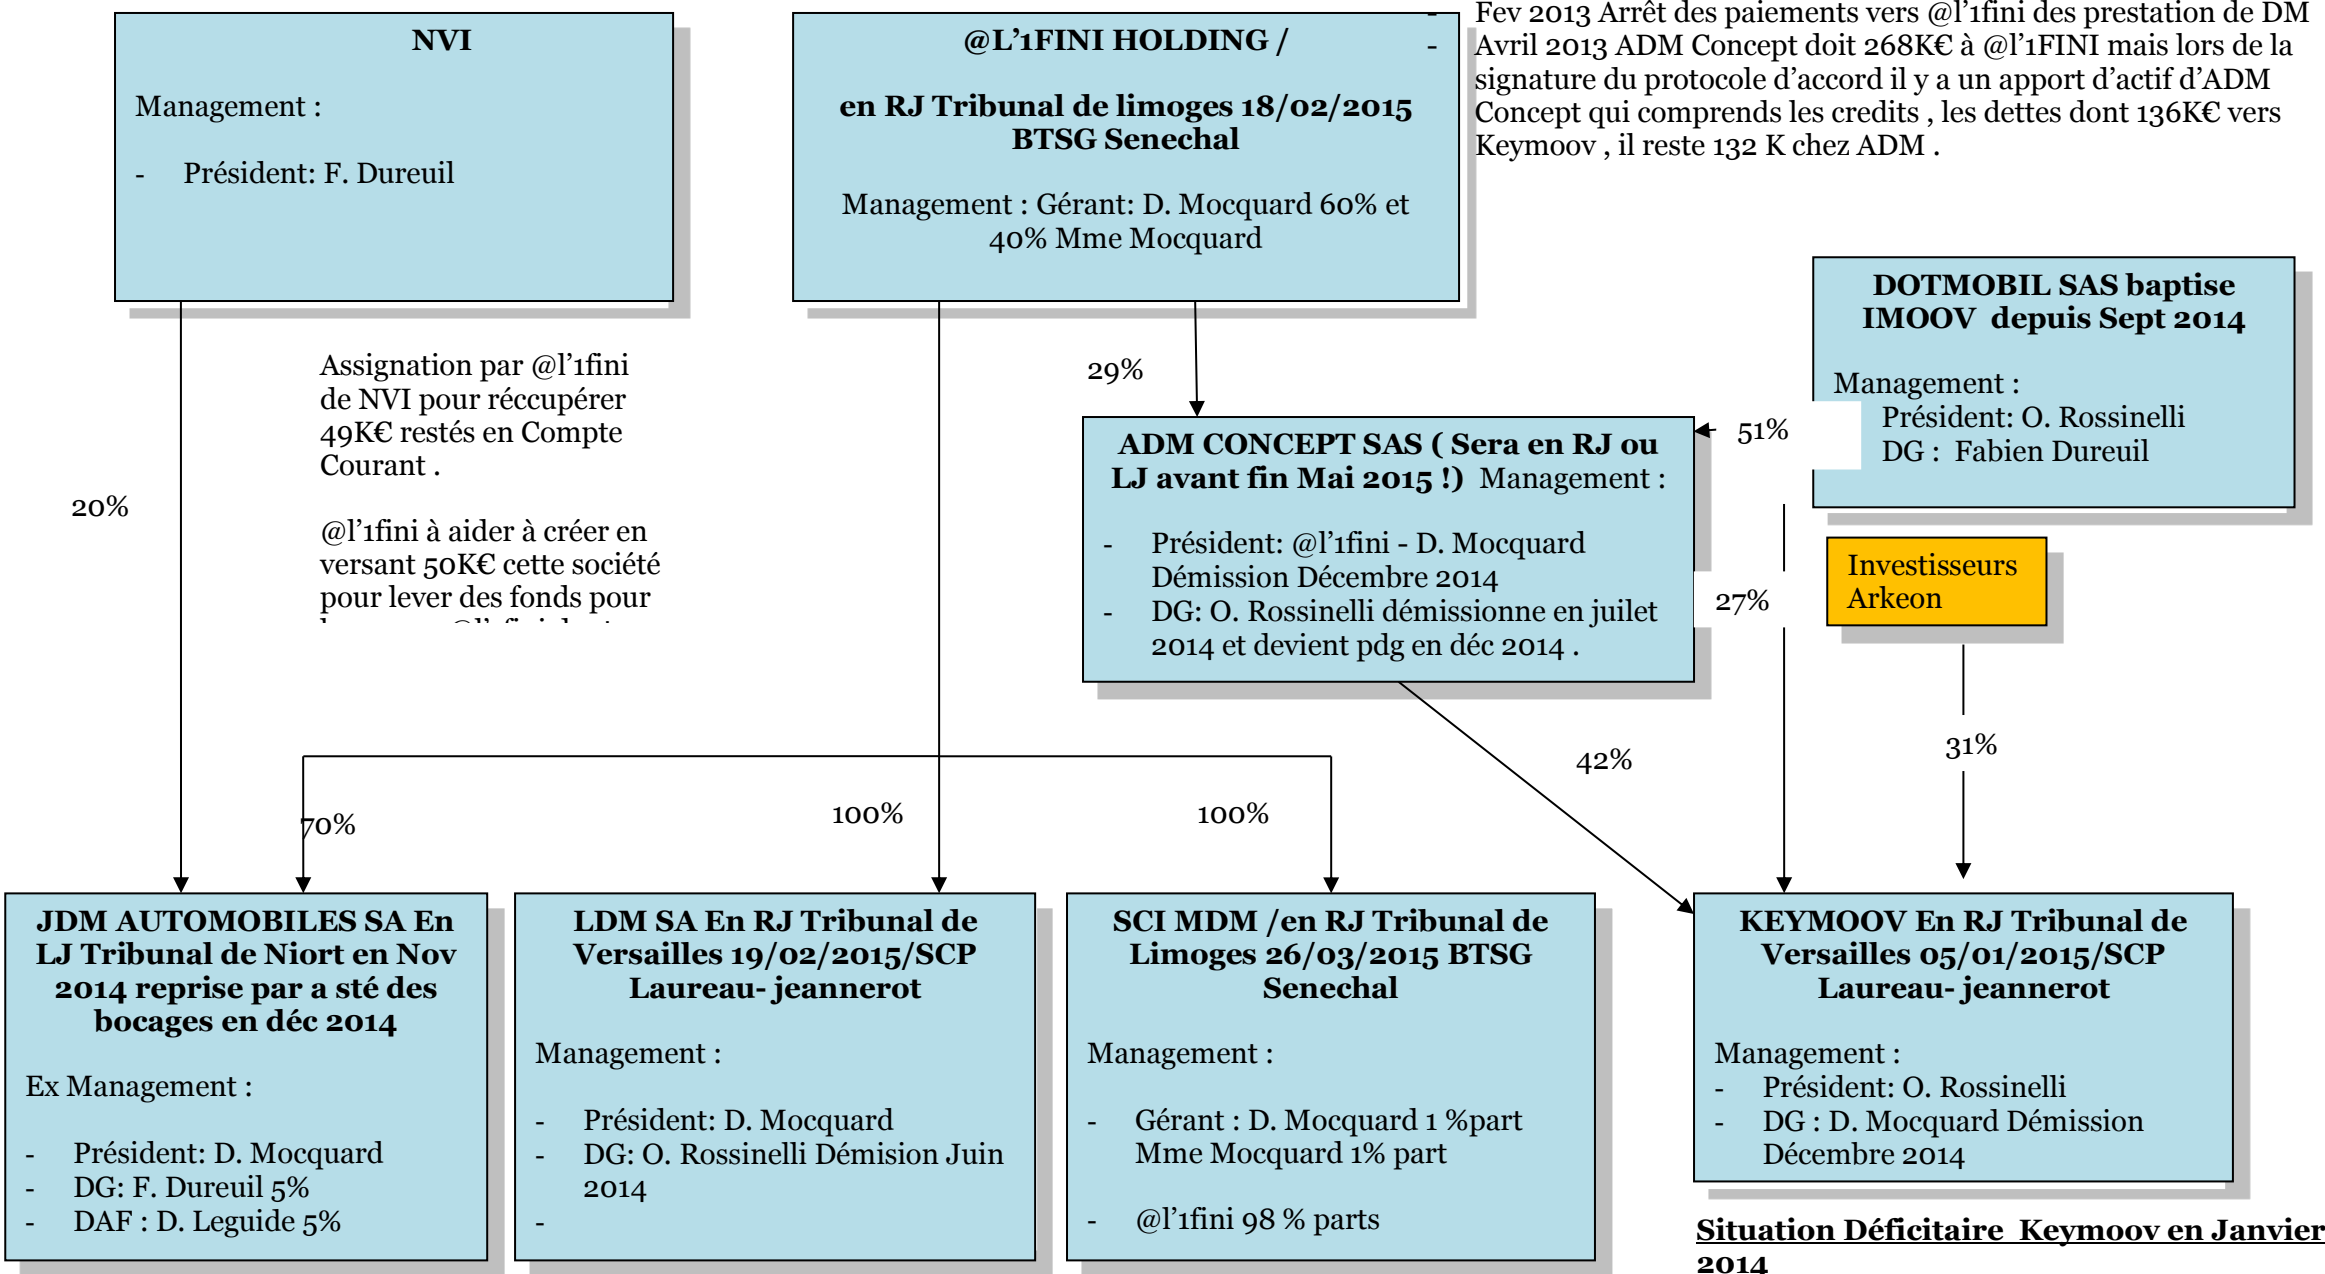 NVI
Management :
- Président: F. Dureuil
@L’1FINI HOLDING /
en RJ Tribunal de limoges 18/02/2015
BTSG Senechal
Management : Gérant: D. Mocquard 60% et
40% Mme Mocquard
- Fev 2013 Arrêt des paiements vers @l’1fini des prestation de DM
- Avril 2013 ADM Concept doit 268K€ à @l’1FINI mais lors de la
signature du protocole d’accord il y a un apport d’actif d’ADM
Concept qui comprends les credits , les dettes dont 136K€ vers
Keymoov , il reste 132 K chez ADM .
DOTMOBIL SAS baptise
IMOOV depuis Sept 2014
Management :
Président: O. Rossinelli
DG : Fabien Dureuil
Assignation par @l’1fini
de NVI pour réccupérer
49K€ restés en Compte
Courant .
@l’1fini à aider à créer en
versant 50K€ cette société
pour lever des fonds pour
20%
29%
51%
ADM CONCEPT SAS ( Sera en RJ ou
LJ avant fin Mai 2015 !) Management :
- Président: @l’1fini - D. Mocquard
Démission Décembre 2014
- DG: O. Rossinelli démissionne en juilet
2014 et devient pdg en déc 2014 .
27%
Investisseurs
Arkeon
42%
31%
70%
100%
100%
JDM AUTOMOBILES SA En
LJ Tribunal de Niort en Nov
2014 reprise par a sté des
bocages en déc 2014
Ex Management :
- Président: D. Mocquard
- DG: F. Dureuil 5%
- DAF : D. Leguide 5%
LDM SA En RJ Tribunal de
Versailles 19/02/2015/SCP
Laureau- jeannerot
Management :
- Président: D. Mocquard
- DG: O. Rossinelli Démision Juin
2014
-
SCI MDM /en RJ Tribunal de
Limoges 26/03/2015 BTSG
Senechal
Management :
- Gérant : D. Mocquard 1 %part
Mme Mocquard 1% part
- @l’1fini 98 % parts
KEYMOOV En RJ Tribunal de
Versailles 05/01/2015/SCP
Laureau- jeannerot
Management :
- Président: O. Rossinelli
- DG : D. Mocquard Démission
Décembre 2014
Situation Déficitaire Keymoov en Janvier
2014